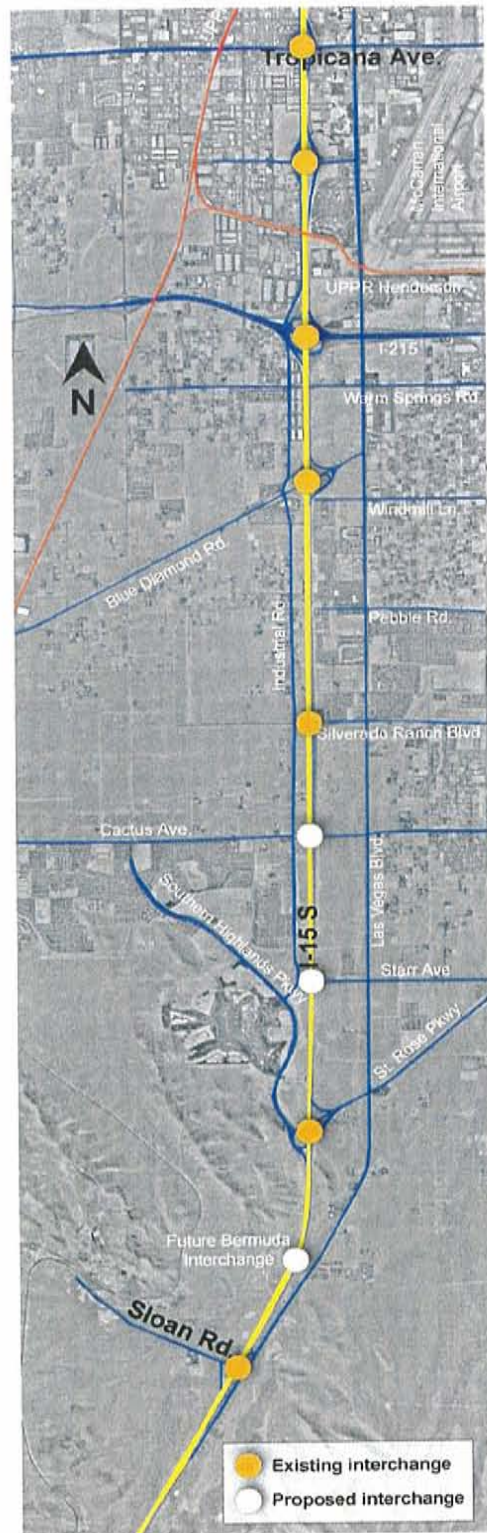 UPPR
Tropicana Ave.
McCarran
International
Airport
UPPR Henderson
I-215
N
Warm Springs Rd
Windmill Ln.
Blue Diamond Rd.
Pebble Rd.
Industrial Rd.
Silverado Ranch Blvd
Cactus Ave.
Las Vegas Blvd.
Southern Highlands Pkwy
I-15 S
Starr Ave
St. Rose Pkwy
Future Bermuda
Interchange
Sloan Rd.
Existing interchange
Proposed interchange